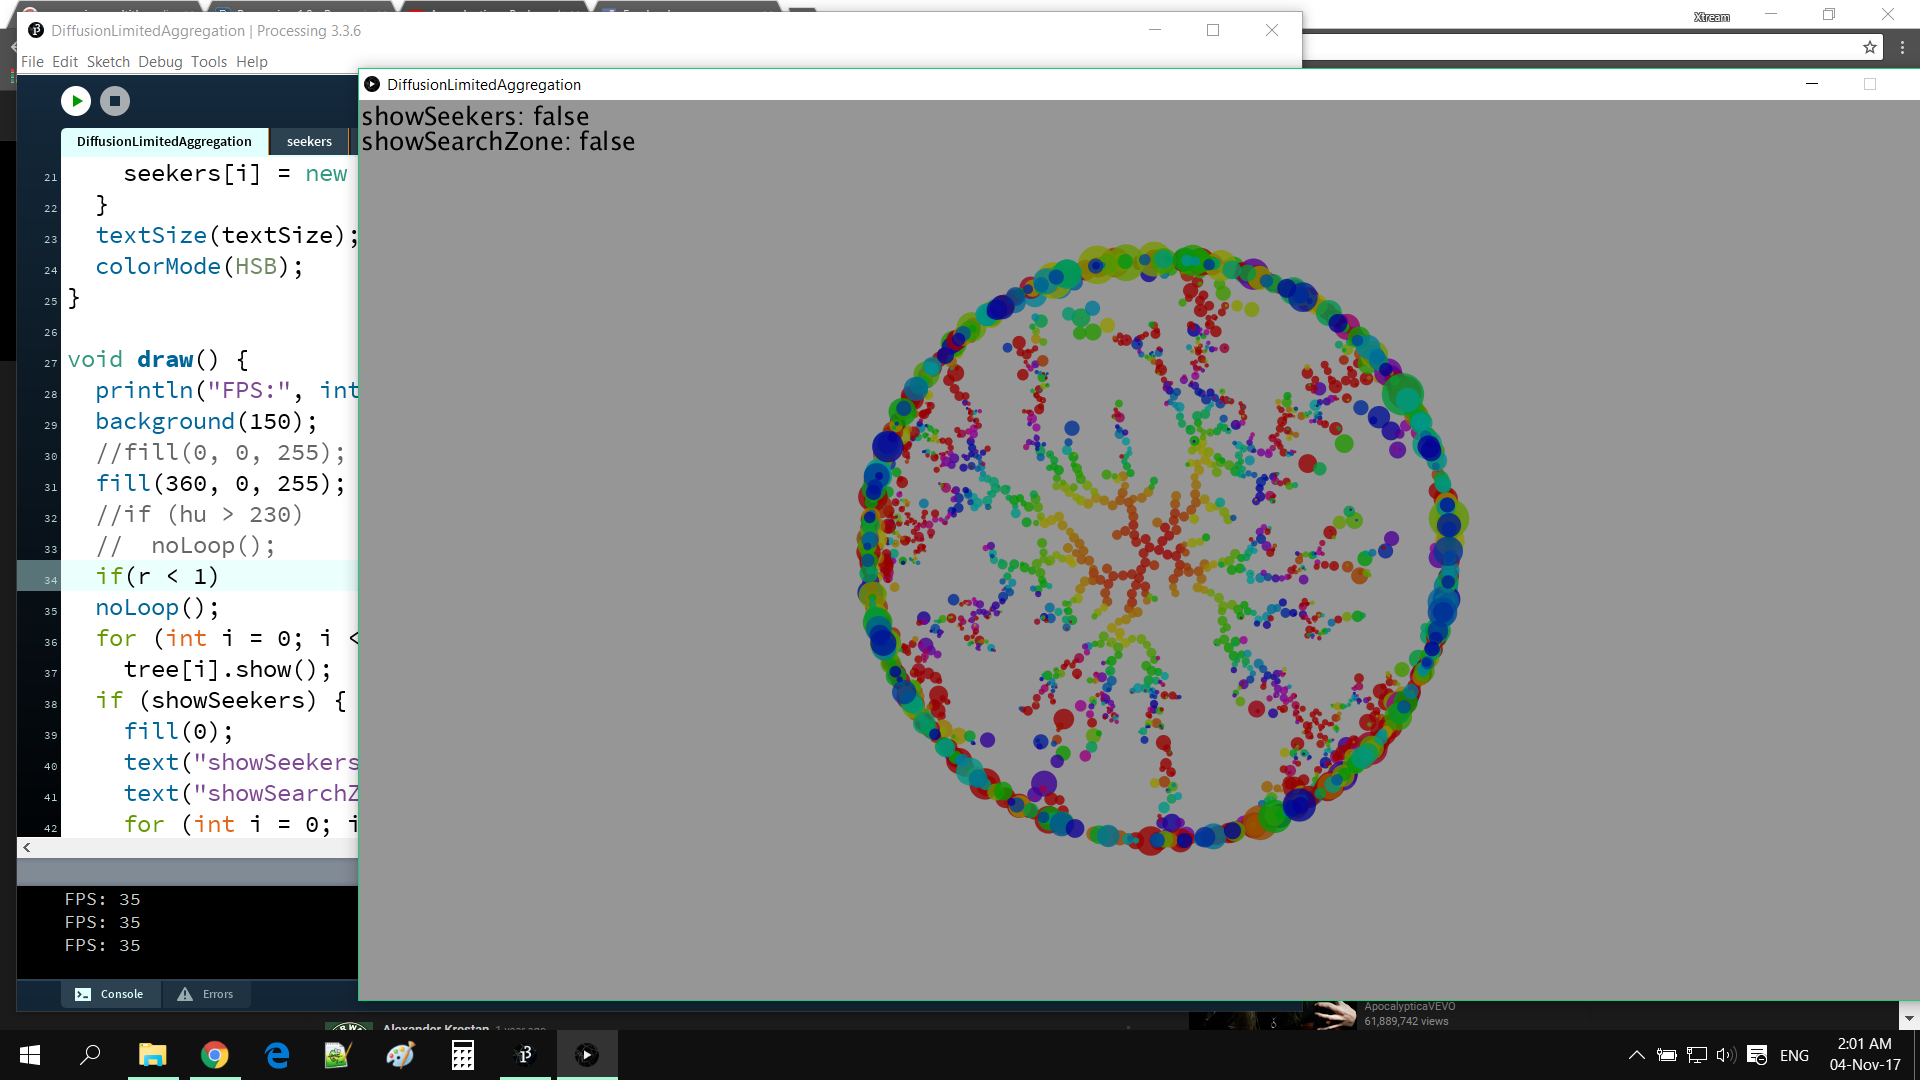 Xtream
DiffusionLimitedAggregation | Processing 3.3.6
File Edit Sketch Debug Tools Help
DiffusionLimitedAggregation
showSeekers: false
showSearchZone: false
DiffusionLimitedAggregation seekers
21 seekers[i] = new
22 }
23 textSize(textSize);
24 colorMode(HSB);
25 }
26
27 void draw() {
28 println("FPS:", int
29 background(150);
30 //fill(0, 0, 255);
31 fill(360, 0, 255);
32 //if (hu > 230)
33 // noLoop();
34 if(r < 1)
35 noLoop();
36 for (int i = 0; i <
37 tree[i].show();
38 if (showSeekers) {
39 fill(0);
40 text("showSeekers
41 text("showSearchZ
42 for (int i = 0; i
FPS: 35
FPS: 35
FPS: 35
Console Errors
ApocalypticaVEVO
61,889,742 views
Alexander Krostan 1 year ago
ENG
2:01 AM
04-Nov-17